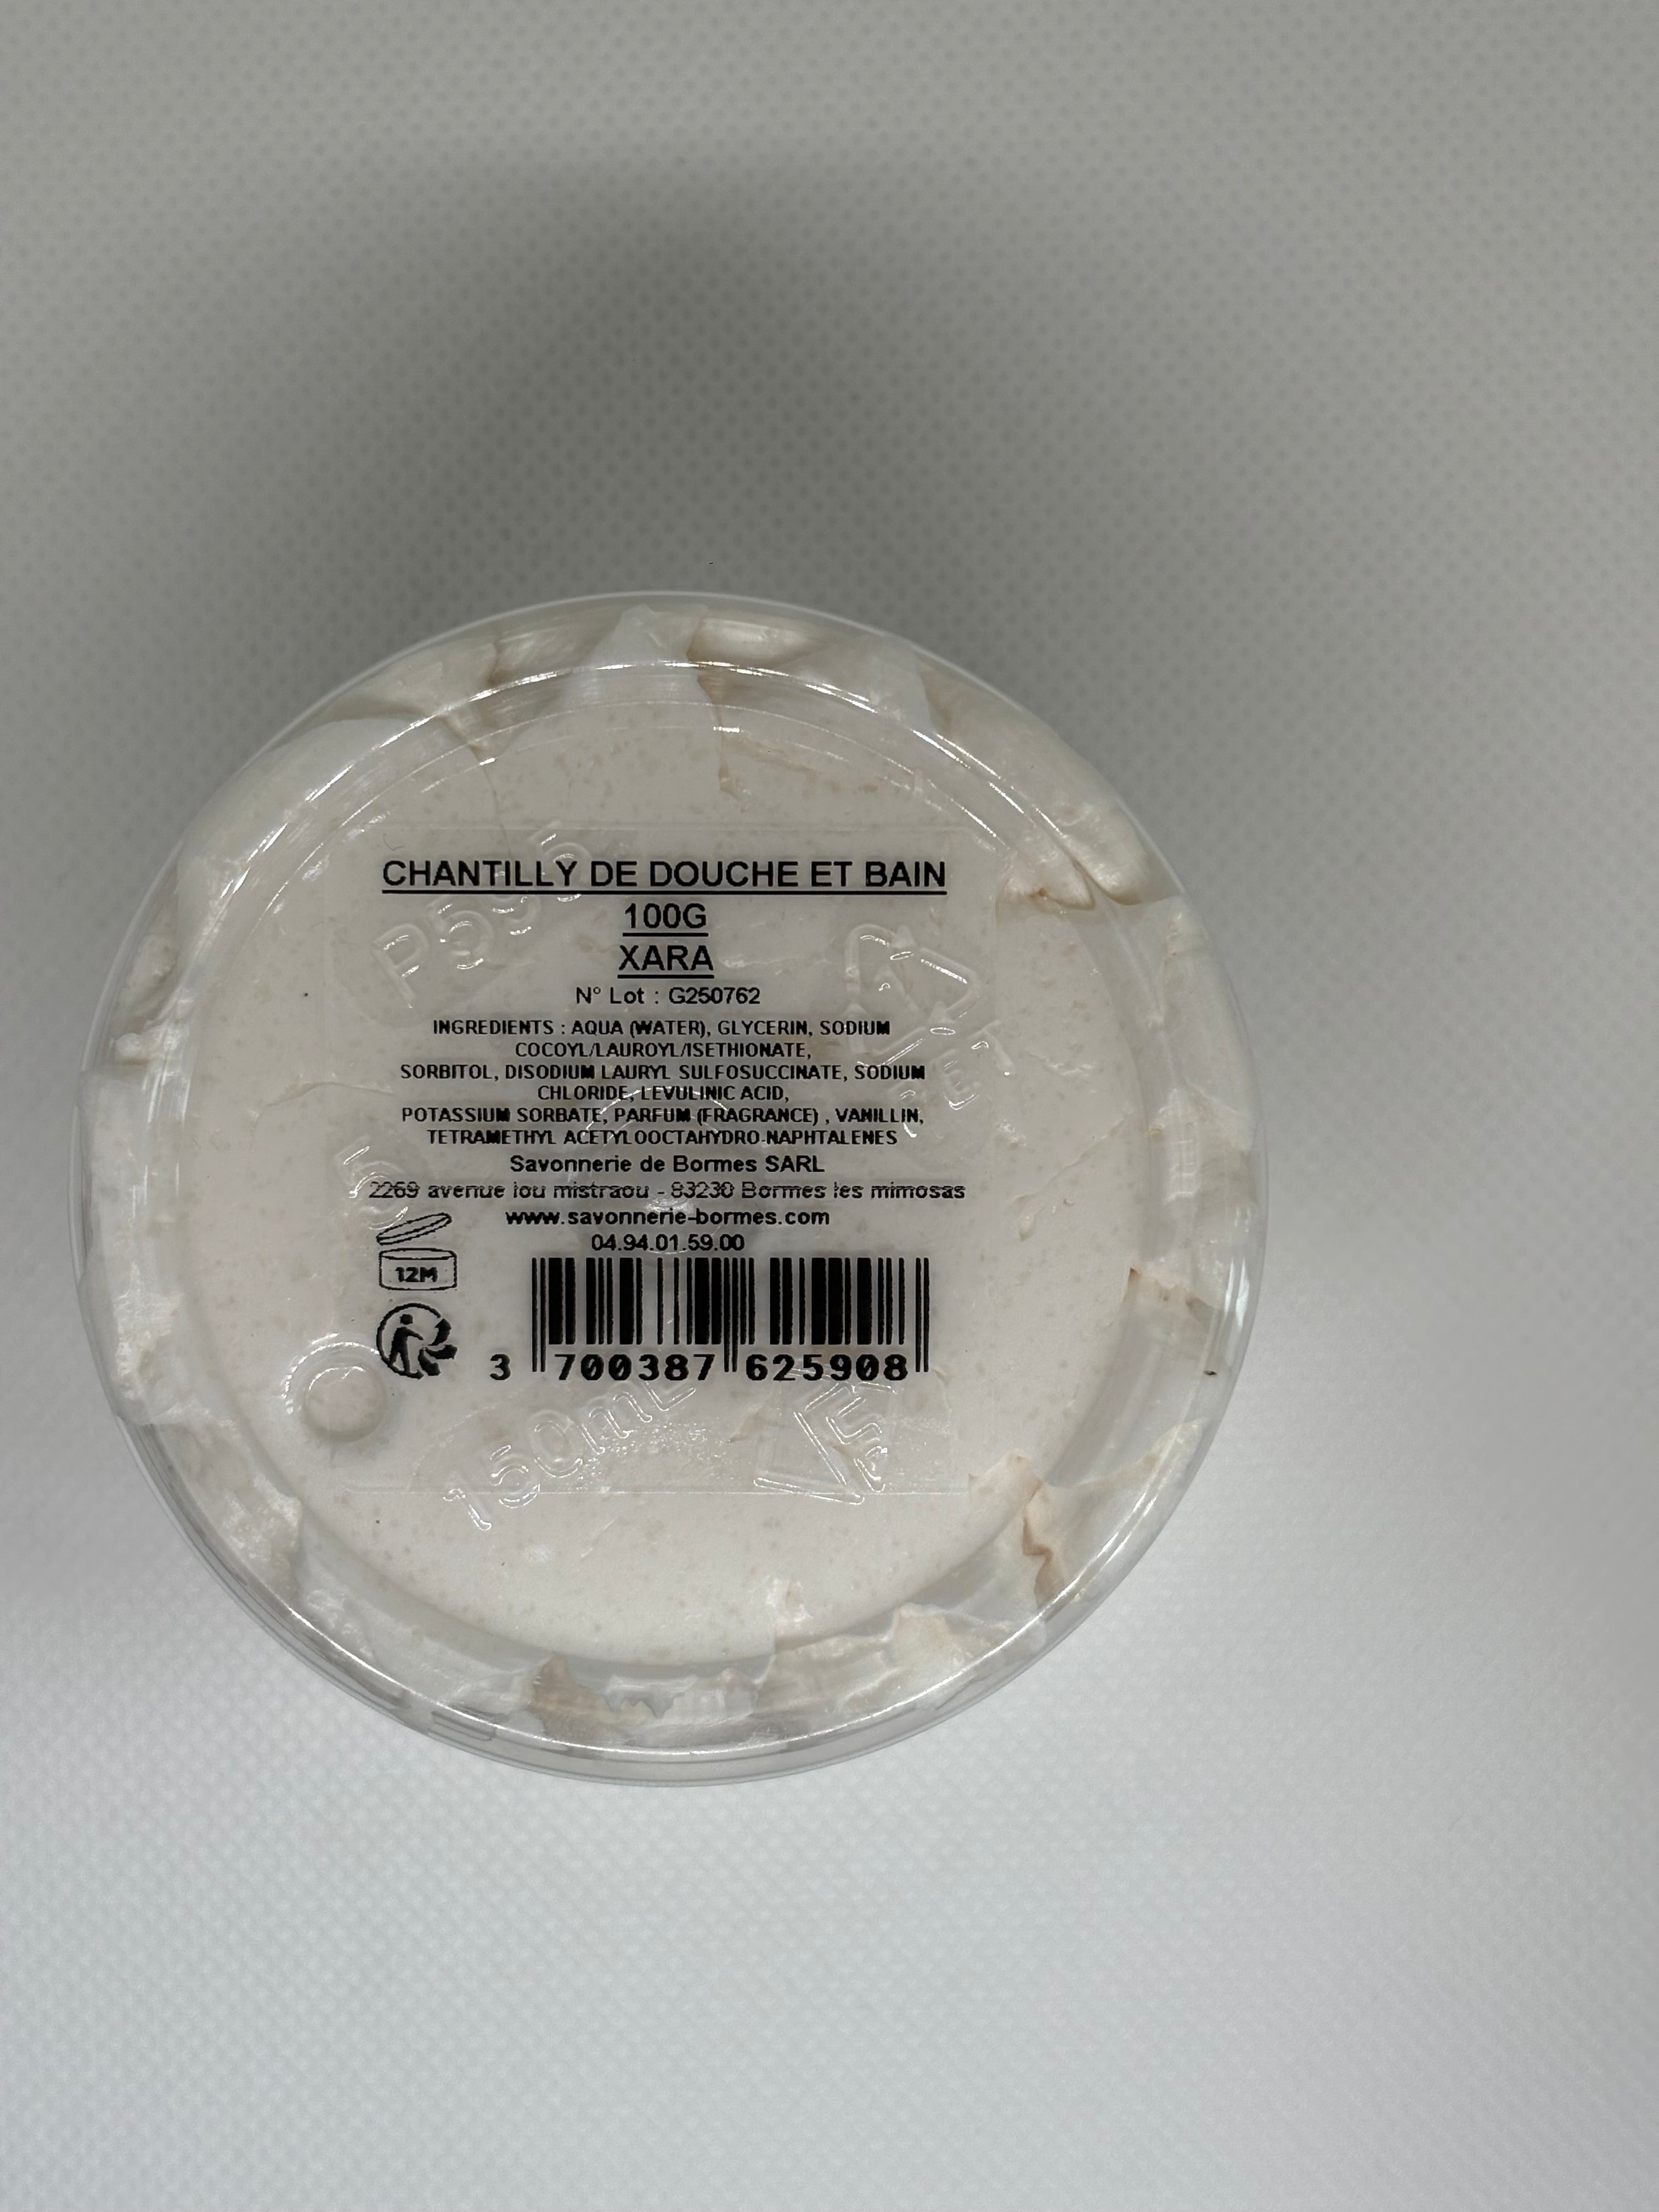 CHANTILLY DE DOUCHE ET BAIN
100G
XARA
N° Lot : G250762
INGREDIENTS : AQUA (WATER), GLYCERIN, SODIUM
COCOYL/LAUROYL/ISETHIONATE,
SORBITOL, DISODIUM LAURYL SULFOSUCCINATE, SODIUM
CHLORIDE, LEVULINIC ACID,
POTASSIUM SORBATE, PARFUM (FRAGRANCE) , VANILLIN,
TETRAMETHYL ACETYLOOCTAHYDRO-NAPHTALENES
Savonnerie de Bormes SARL
2269 avenue lou mistraou - 83230 Bormes les mimosas
www.savonnerie-bormes.com
04.94.01.59.00
12M
3 700387 625908
150mL